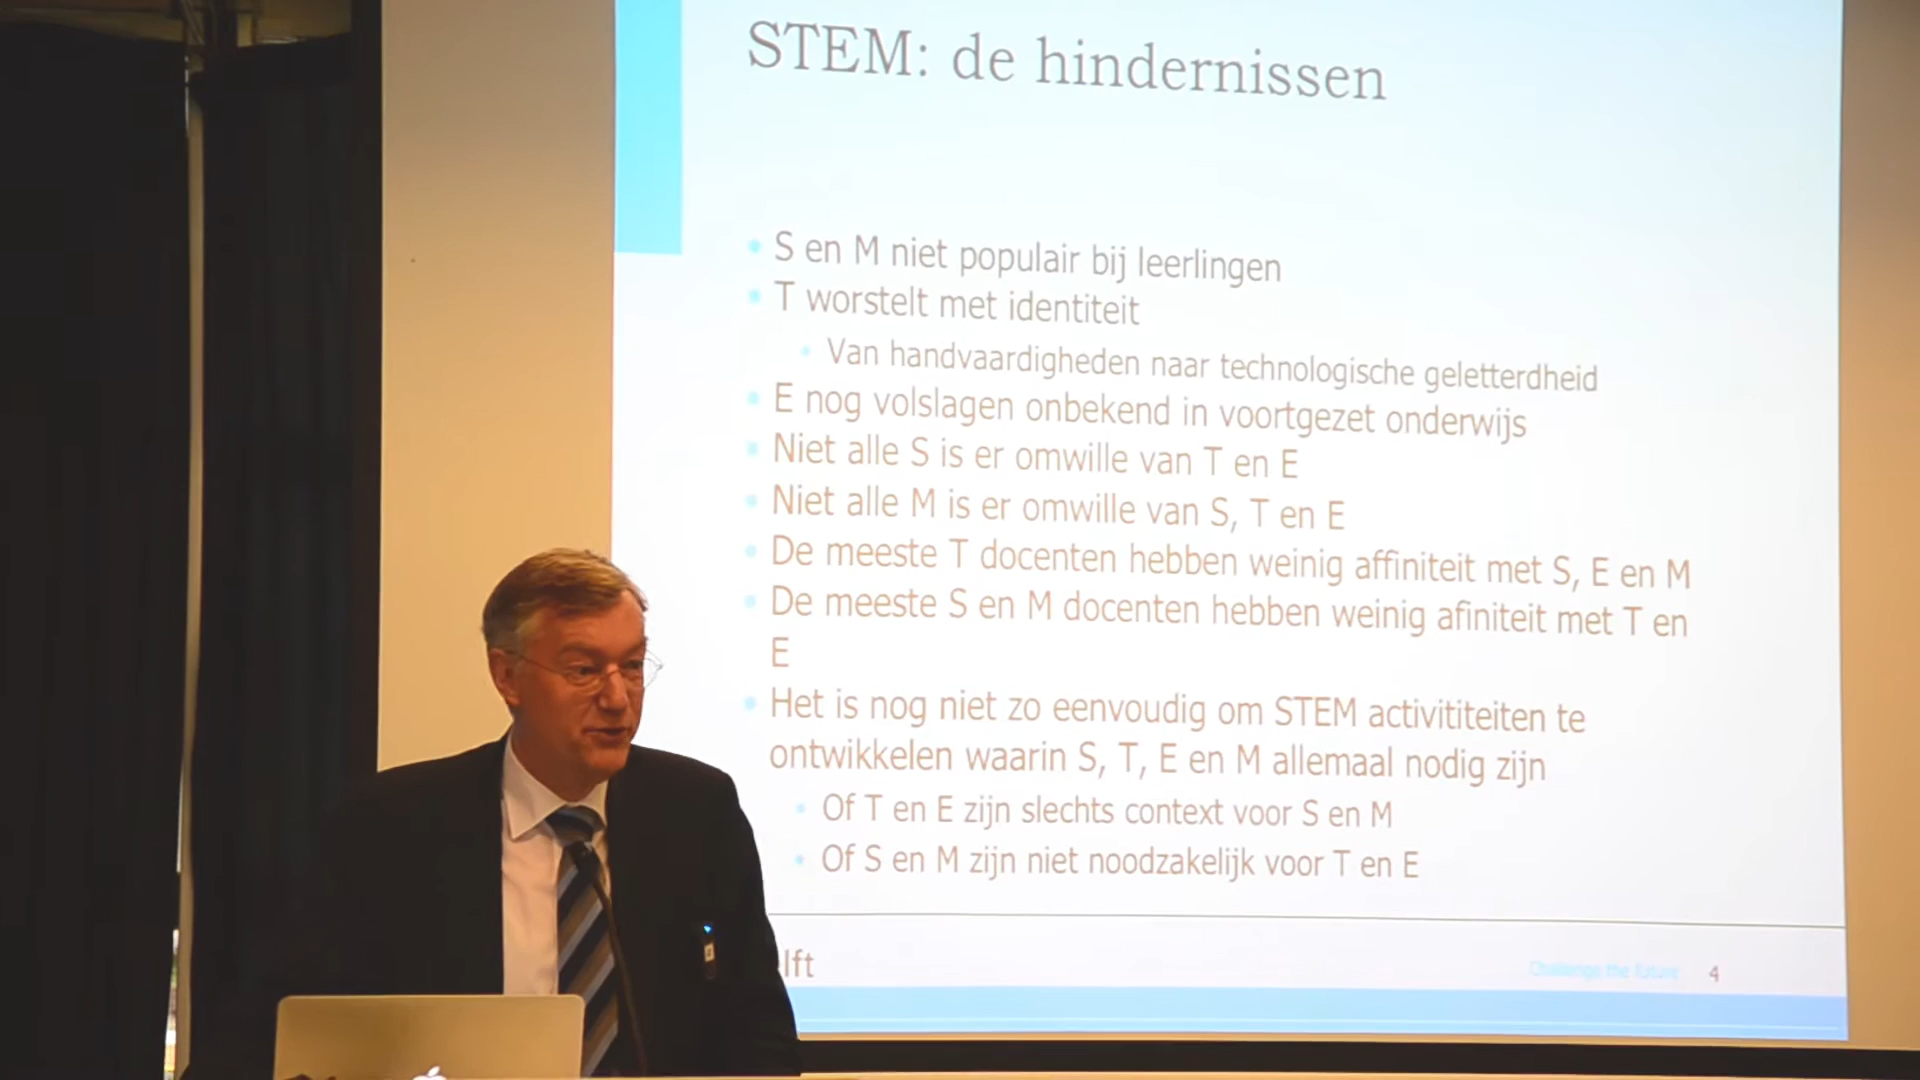 STEM: de hindernissen
S en M niet populair bij leerlingen
T worstelt met identiteit
Van handvaardigheden naar technologische geletterdheid
E nog volslagen onbekend in voortgezet onderwijs
Niet alle S is er omwille van T en E
Niet alle M is er omwille van S, T en E
De meeste T docenten hebben weinig affiniteit met S, E en M
De meeste S en M docenten hebben weinig afiniteit met T en
E
Het is nog niet zo eenvoudig om STEM activititeiten te
ontwikkelen waarin S, T, E en M allemaal nodig zijn
Of T en E zijn slechts context voor S en M
Of S en M zijn niet noodzakelijk voor T en E
lft
Challenge the future 4